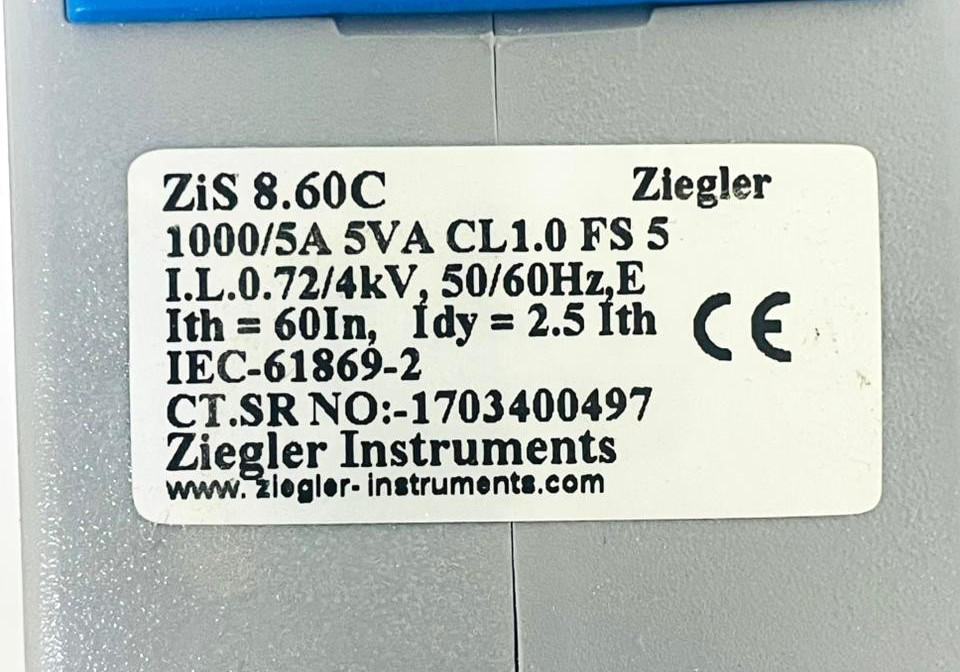 ZiS 8.60C Ziegler
1000/5A 5VA CL1.0 FS 5
I.L.0.72/4kV, 50/60Hz,E
Ith = 60In, Idy = 2.5 Ith CE
IEC-61869-2
CT.SR NO:-1703400497
Ziegler Instruments
www. ziegler- instruments.com